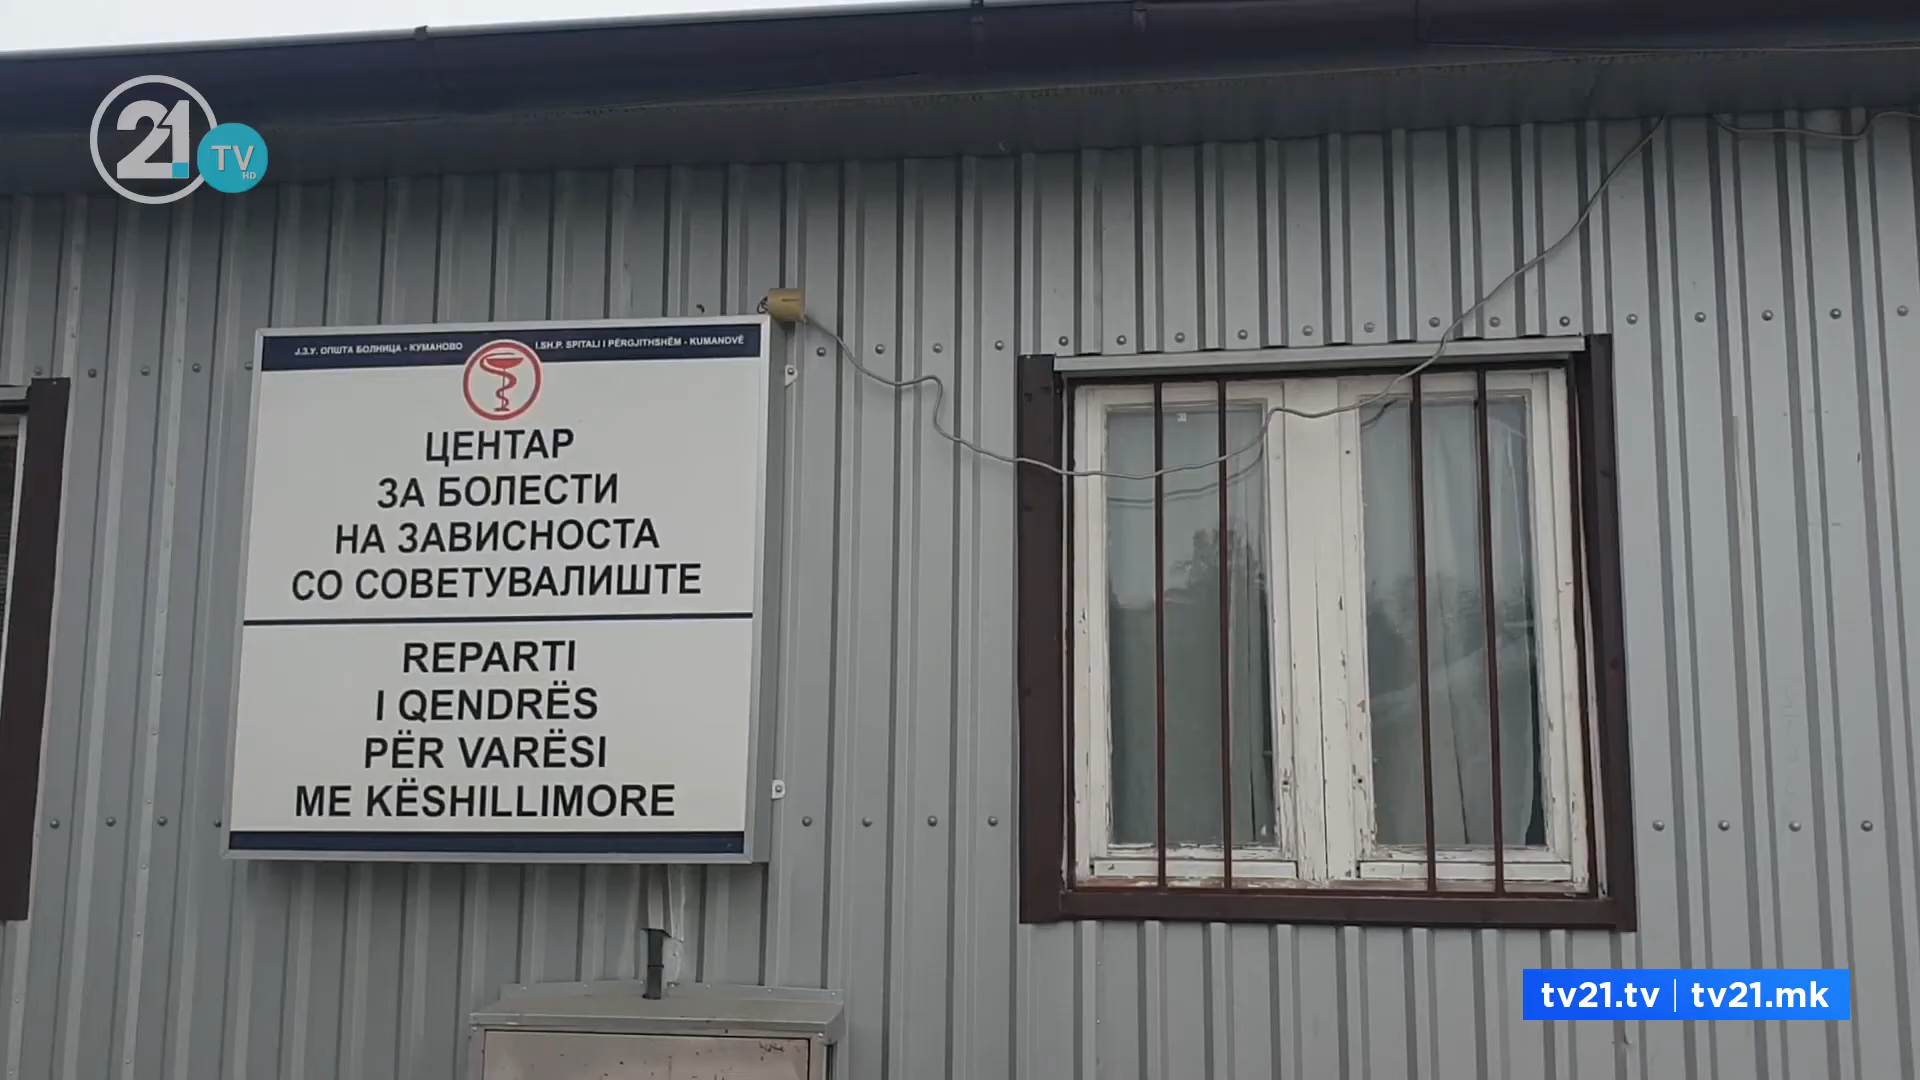 21.
TV
HD
Ј.З.У. ОПШТА БОЛНИЦА - КУМАНОВО
I.SH.P. SPITALI I PËRGJITHSHËM - KUMANOVË
ЦЕНТАР
ЗА БОЛЕСТИ
НА ЗАВИСНОСТА
СО СОВЕТУВАЛИШТЕ
REPARTI
I QENDRËS
PËR VARËSI
ME KËSHILLIMORE
tv21.tv | tv21.mk